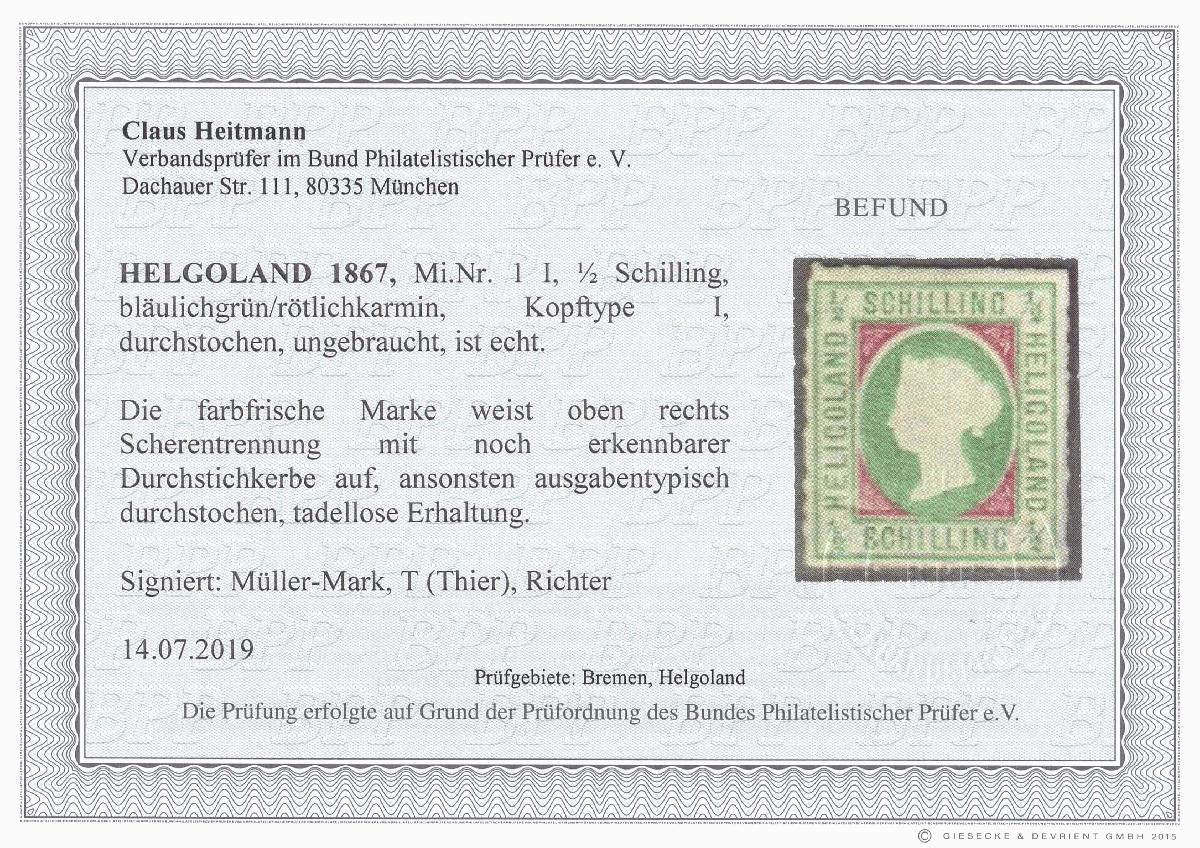 Claus Heitmann
Verbandsprüfer im Bund Philatelistischer Prüfer e. V.
Dachauer Str. 111, 80335 München
BEFUND
HELGOLAND 1867, Mi.Nr. 1 I, ½ Schilling,
bläulichgrün/rötlichkarmin, Kopftype I,
durchstochen, ungebraucht, ist echt.
Die farbfrische Marke weist oben rechts
Scherentrennung mit noch erkennbarer
Durchstichkerbe auf, ansonsten ausgabentypisch
durchstochen, tadellose Erhaltung.
Signiert: Müller-Mark, T (Thier), Richter
½ SCHILLING ½
HELIGOLAND
HELIGOLAND
½ SCHILLING ½
14.07.2019
Prüfgebiete: Bremen, Helgoland
Die Prüfung erfolgte auf Grund der Prüfordnung des Bundes Philatelistischer Prüfer e.V.
© GIESECKE & DEVRIENT GMBH 2015
BPP